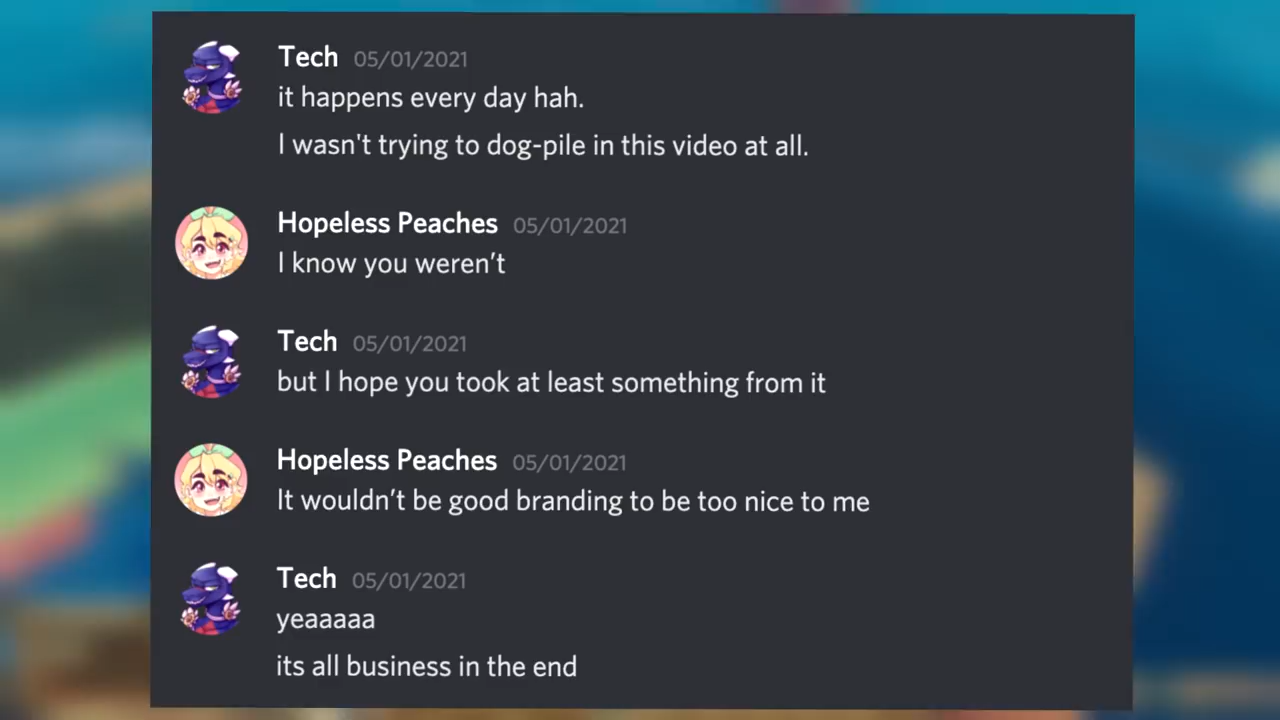 Tech 05/01/2021
it happens every day hah.
I wasn't trying to dog-pile in this video at all.
Hopeless Peaches 05/01/2021
I know you weren’t
Tech 05/01/2021
but I hope you took at least something from it
Hopeless Peaches 05/01/2021
It wouldn’t be good branding to be too nice to me
Tech 05/01/2021
yeaaaaa
its all business in the end